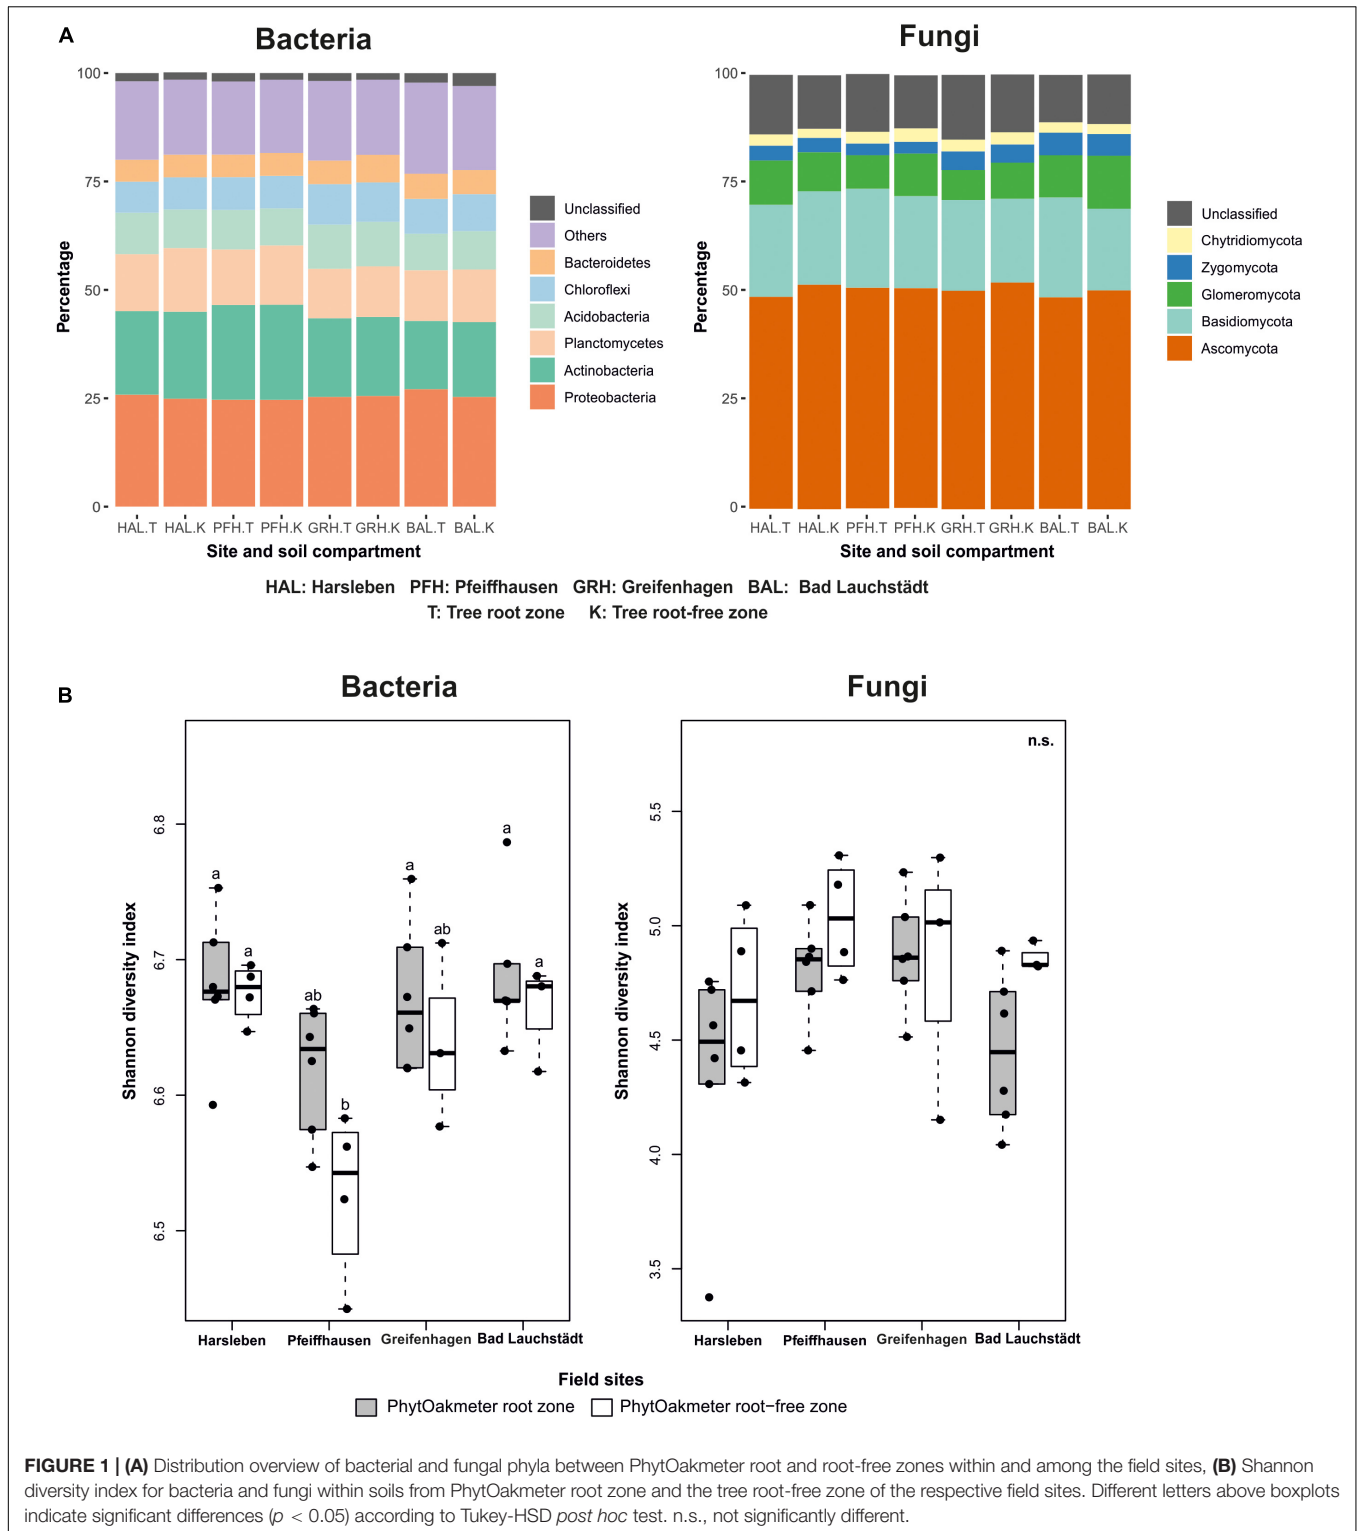 A
Bacteria
Fungi
100
75
50
25
0
Percentage
HAL.T HAL.K PFH.T PFH.K GRH.T GRH.K BAL.T BAL.K
Site and soil compartment
Unclassified
Others
Bacteroidetes
Chloroflexi
Acidobacteria
Planctomycetes
Actinobacteria
Proteobacteria
100
75
50
25
0
Percentage
HAL.T HAL.K PFH.T PFH.K GRH.T GRH.K BAL.T BAL.K
Site and soil compartment
Unclassified
Chytridiomycota
Zygomycota
Glomeromycota
Basidiomycota
Ascomycota
HAL: Harsleben PFH: Pfeiffhausen GRH: Greifenhagen BAL: Bad Lauchstädt
T: Tree root zone K: Tree root-free zone
B
Bacteria
Fungi
Shannon diversity index
6.8
6.7
6.6
6.5
a
a
ab
b
a
ab
a
a
Harsleben Pfeiffhausen Greifenhagen Bad Lauchstädt
Shannon diversity index
5.5
5.0
4.5
4.0
3.5
n.s.
Harsleben Pfeiffhausen Greifenhagen Bad Lauchstädt
Field sites
PhytOakmeter root zone PhytOakmeter root−free zone
FIGURE 1 | (A) Distribution overview of bacterial and fungal phyla between PhytOakmeter root and root-free zones within and among the field sites, (B) Shannon
diversity index for bacteria and fungi within soils from PhytOakmeter root zone and the tree root-free zone of the respective field sites. Different letters above boxplots
indicate significant differences (p < 0.05) according to Tukey-HSD post hoc test. n.s., not significantly different.